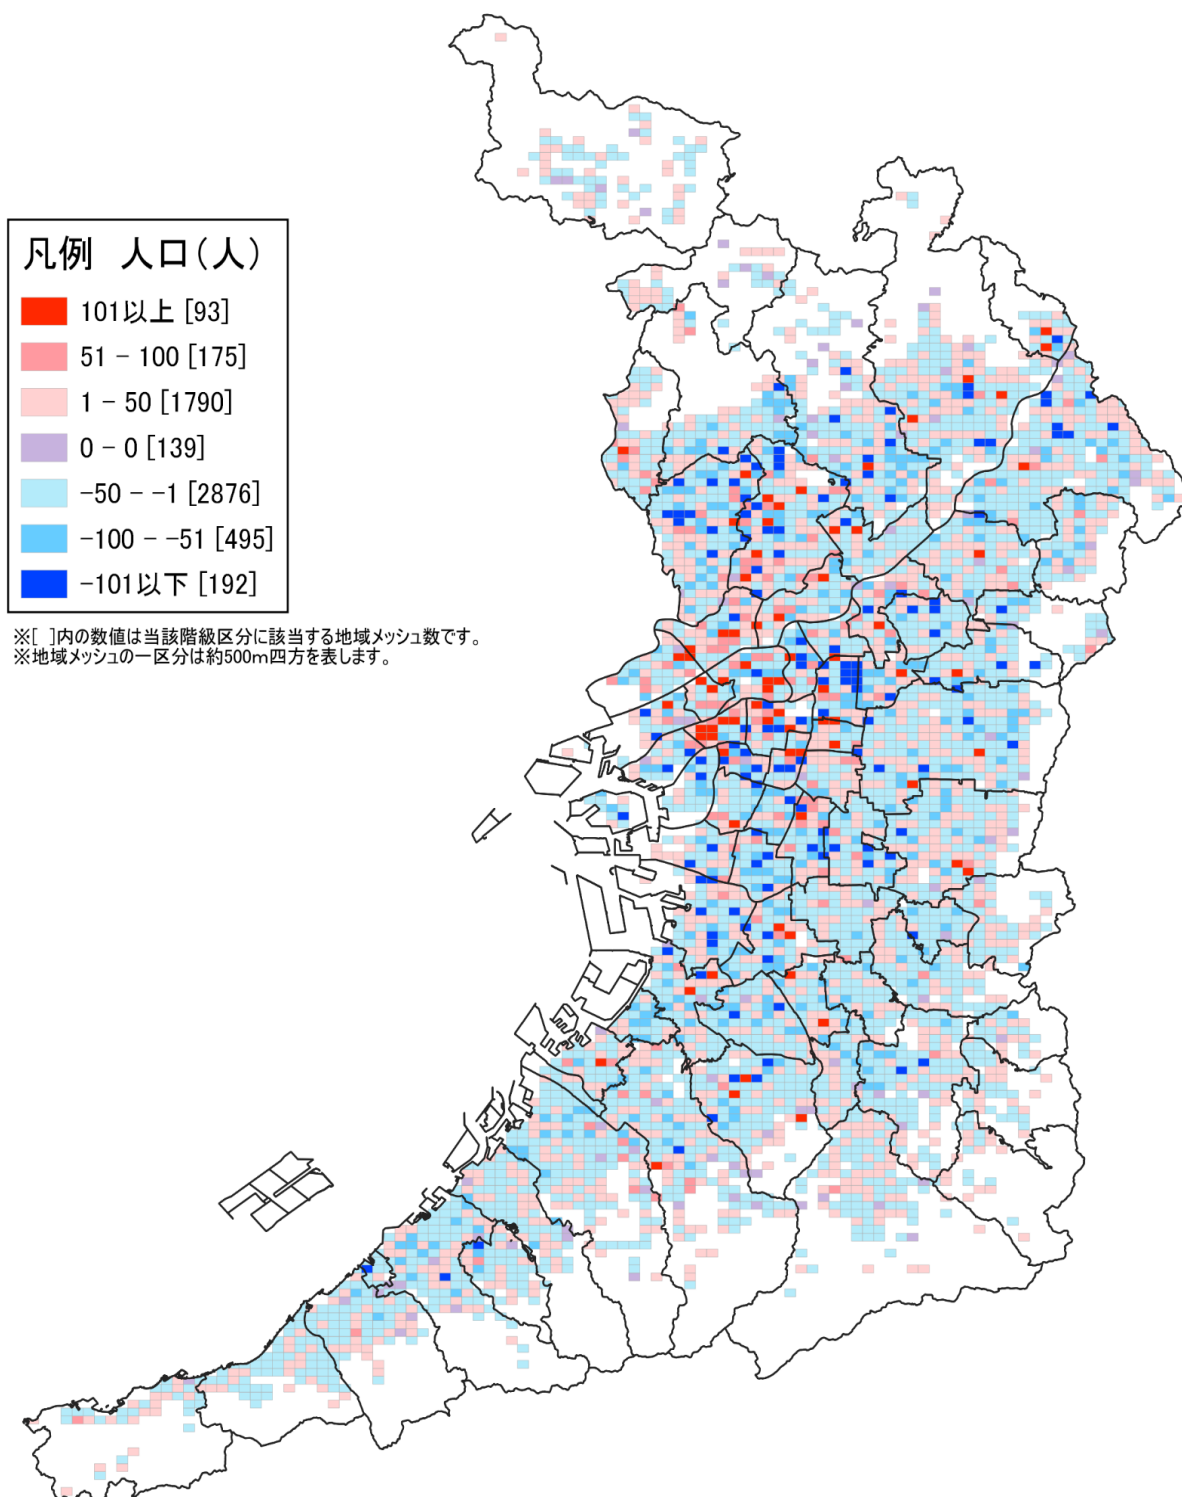 凡例 人口(人)
101以上 [93]
51 − 100 [175]
1 − 50 [1790]
0 − 0 [139]
−50 − −1 [2876]
−100 − −51 [495]
−101以下 [192]
※[ ]内の数値は当該階級区分に該当する地域メッシュ数です。
※地域メッシュの一区分は約500m四方を表します。